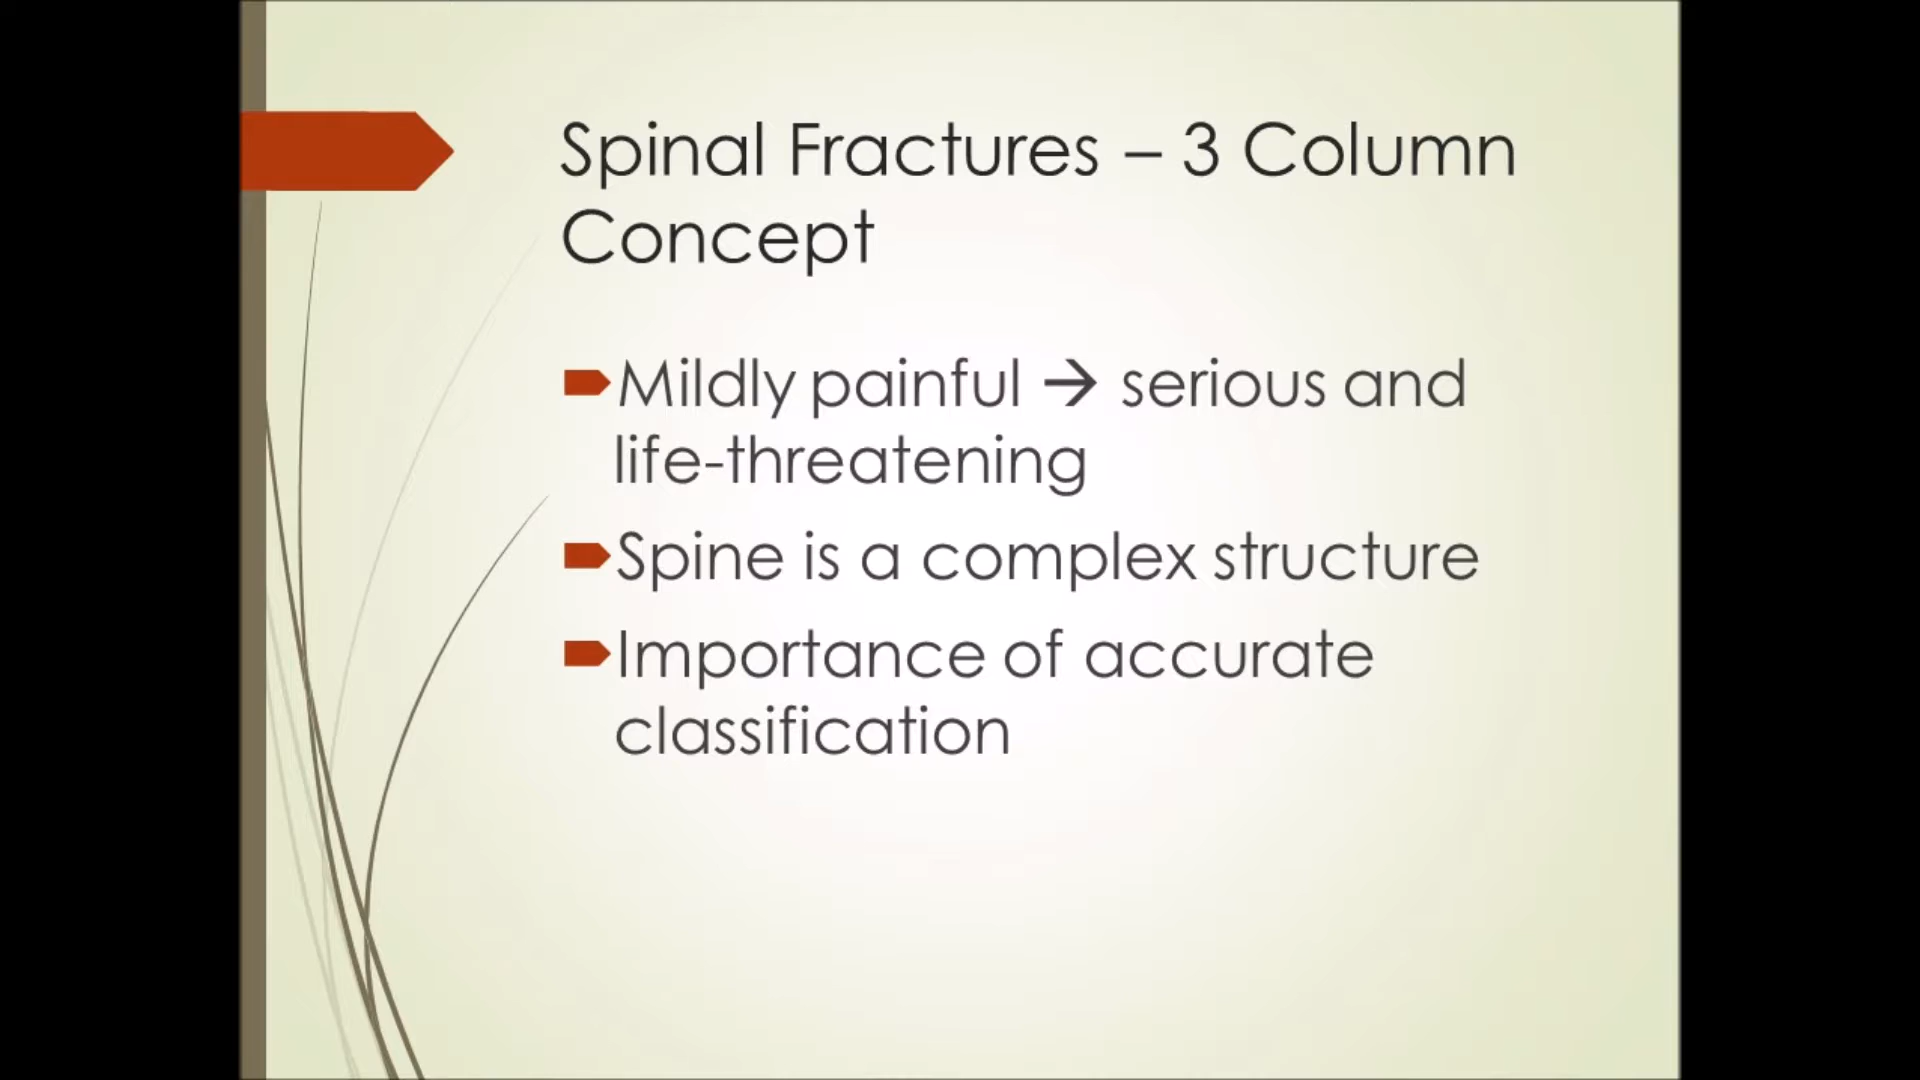 Spinal Fractures – 3 Column
Concept
Mildly painful → serious and
life-threatening
Spine is a complex structure
Importance of accurate
classification